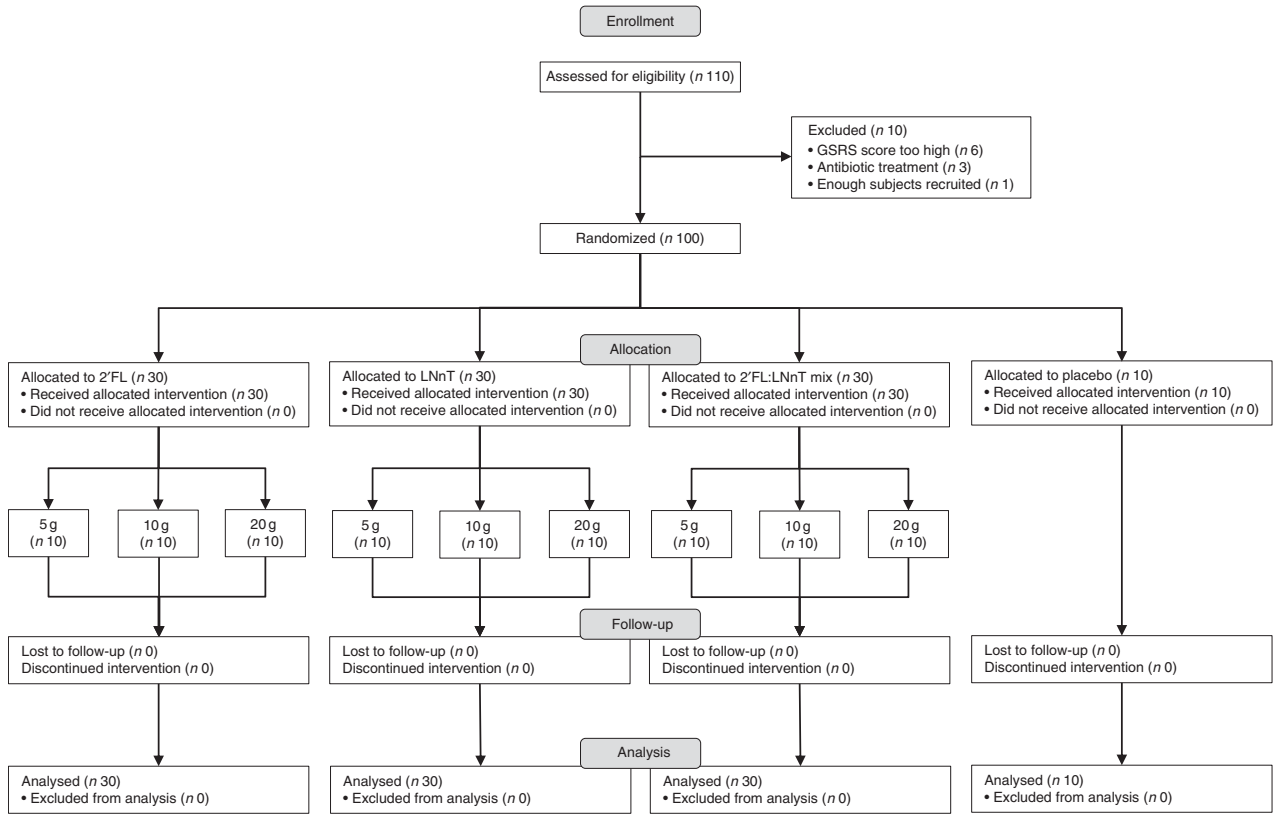 Enrollment
Assessed for eligibility (n 110)
Excluded (n 10)
• GSRS score too high (n 6)
• Antibiotic treatment (n 3)
• Enough subjects recruited (n 1)
Randomized (n 100)
Allocation
Allocated to 2′FL (n 30)
• Received allocated intervention (n 30)
• Did not receive allocated intervention (n 0)
Allocated to LNnT (n 30)
• Received allocated intervention (n 30)
• Did not receive allocated intervention (n 0)
Allocated to 2′FL:LNnT mix (n 30)
• Received allocated intervention (n 30)
• Did not receive allocated intervention (n 0)
Allocated to placebo (n 10)
• Received allocated intervention (n 10)
• Did not receive allocated intervention (n 0)
5 g
(n 10)
10 g
(n 10)
20 g
(n 10)
5 g
(n 10)
10 g
(n 10)
20 g
(n 10)
5 g
(n 10)
10 g
(n 10)
20 g
(n 10)
Follow-up
Lost to follow-up (n 0)
Discontinued intervention (n 0)
Lost to follow-up (n 0)
Discontinued intervention (n 0)
Lost to follow-up (n 0)
Discontinued intervention (n 0)
Lost to follow-up (n 0)
Discontinued intervention (n 0)
Analysis
Analysed (n 30)
• Excluded from analysis (n 0)
Analysed (n 30)
• Excluded from analysis (n 0)
Analysed (n 30)
• Excluded from analysis (n 0)
Analysed (n 10)
• Excluded from analysis (n 0)